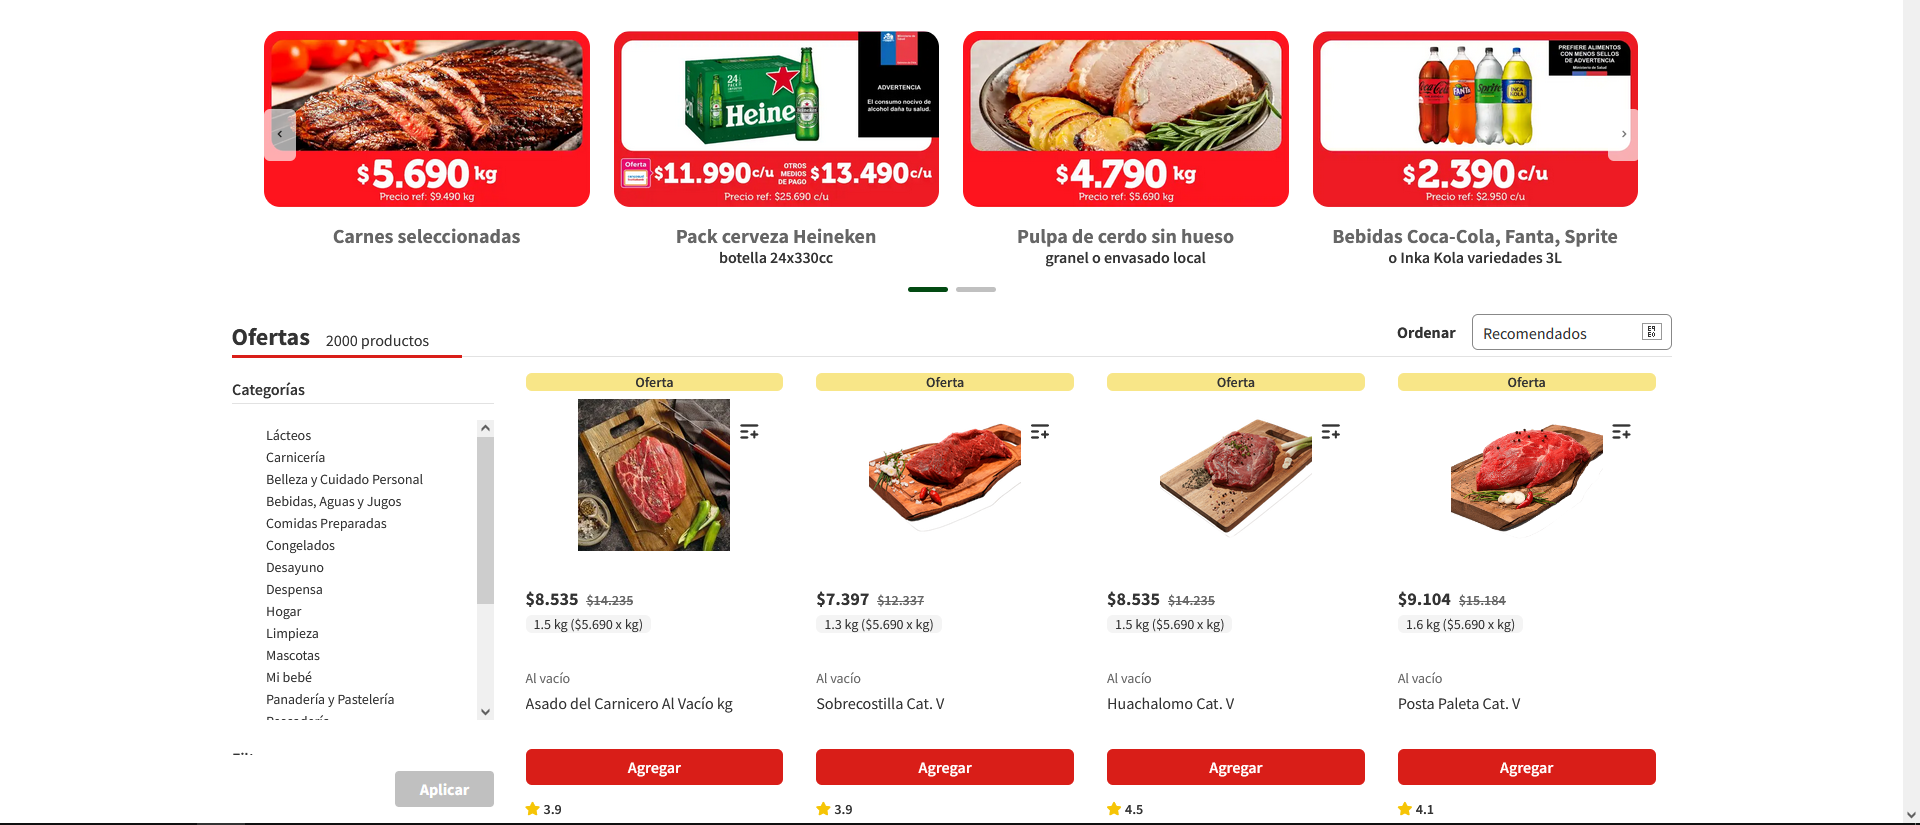 24
Heine
ADVERTENCIA
El consumo nocivo de
alcohol daña tu salud.
PREFIERE ALIMENTOS
CON MENOS SELLOS
DE ADVERTENCIA
Ministerio de Salud
Coca-Cola
FANTA
Sprite
INCA
KOLA
$5.690 kg
Precio ref: $9.490 kg
Oferta
$11.990 c/u
OTROS
MEDIOS
DE PAGO
$13.490 c/u
Precio ref: $25.690 c/u
$4.790 kg
Precio ref: $5.690 kg
$2.390 c/u
Precio ref: $2.950 c/u
Carnes seleccionadas
Pack cerveza Heineken
botella 24x330cc
Pulpa de cerdo sin hueso
granel o envasado local
Bebidas Coca-Cola, Fanta, Sprite
o Inka Kola variedades 3L
Ofertas 2000 productos
Ordenar Recomendados
Categorías
Lácteos
Carnicería
Belleza y Cuidado Personal
Bebidas, Aguas y Jugos
Comidas Preparadas
Congelados
Desayuno
Despensa
Hogar
Limpieza
Mascotas
Mi bebé
Panadería y Pastelería
Aplicar
Oferta
$8.535 $14.235
1.5 kg ($5.690 x kg)
Al vacío
Asado del Carnicero Al Vacío kg
Agregar
3.9
Oferta
$7.397 $12.337
1.3 kg ($5.690 x kg)
Al vacío
Sobrecostilla Cat. V
Agregar
3.9
Oferta
$8.535 $14.235
1.5 kg ($5.690 x kg)
Al vacío
Huachalomo Cat. V
Agregar
4.5
Oferta
$9.104 $15.184
1.6 kg ($5.690 x kg)
Al vacío
Posta Paleta Cat. V
Agregar
4.1